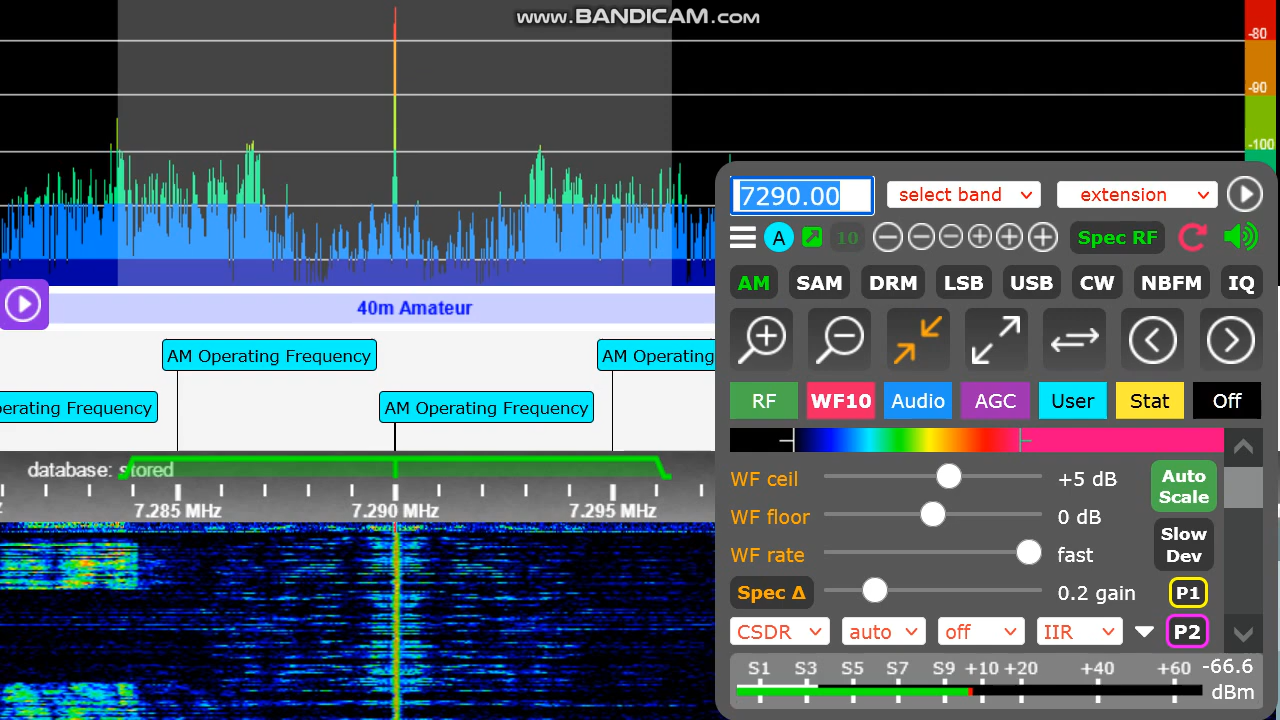 www.BANDICAM.com
-80
-90
-100
7290.00 select band extension
A 10 Spec RF
AM SAM DRM LSB USB CW NBFM IQ
40m Amateur
AM Operating Frequency AM Operating
erating Frequency AM Operating Frequency
RF WF10 Audio AGC User Stat Off
database: stored
7.285 MHz 7.290 MHz 7.295 MHz
WF ceil +5 dB Auto Scale
WF floor 0 dB
WF rate fast Slow Dev
Spec Δ 0.2 gain P1
CSDR auto off IIR P2
S1 S3 S5 S7 S9 +10 +20 +40 +60 -66.6
dBm